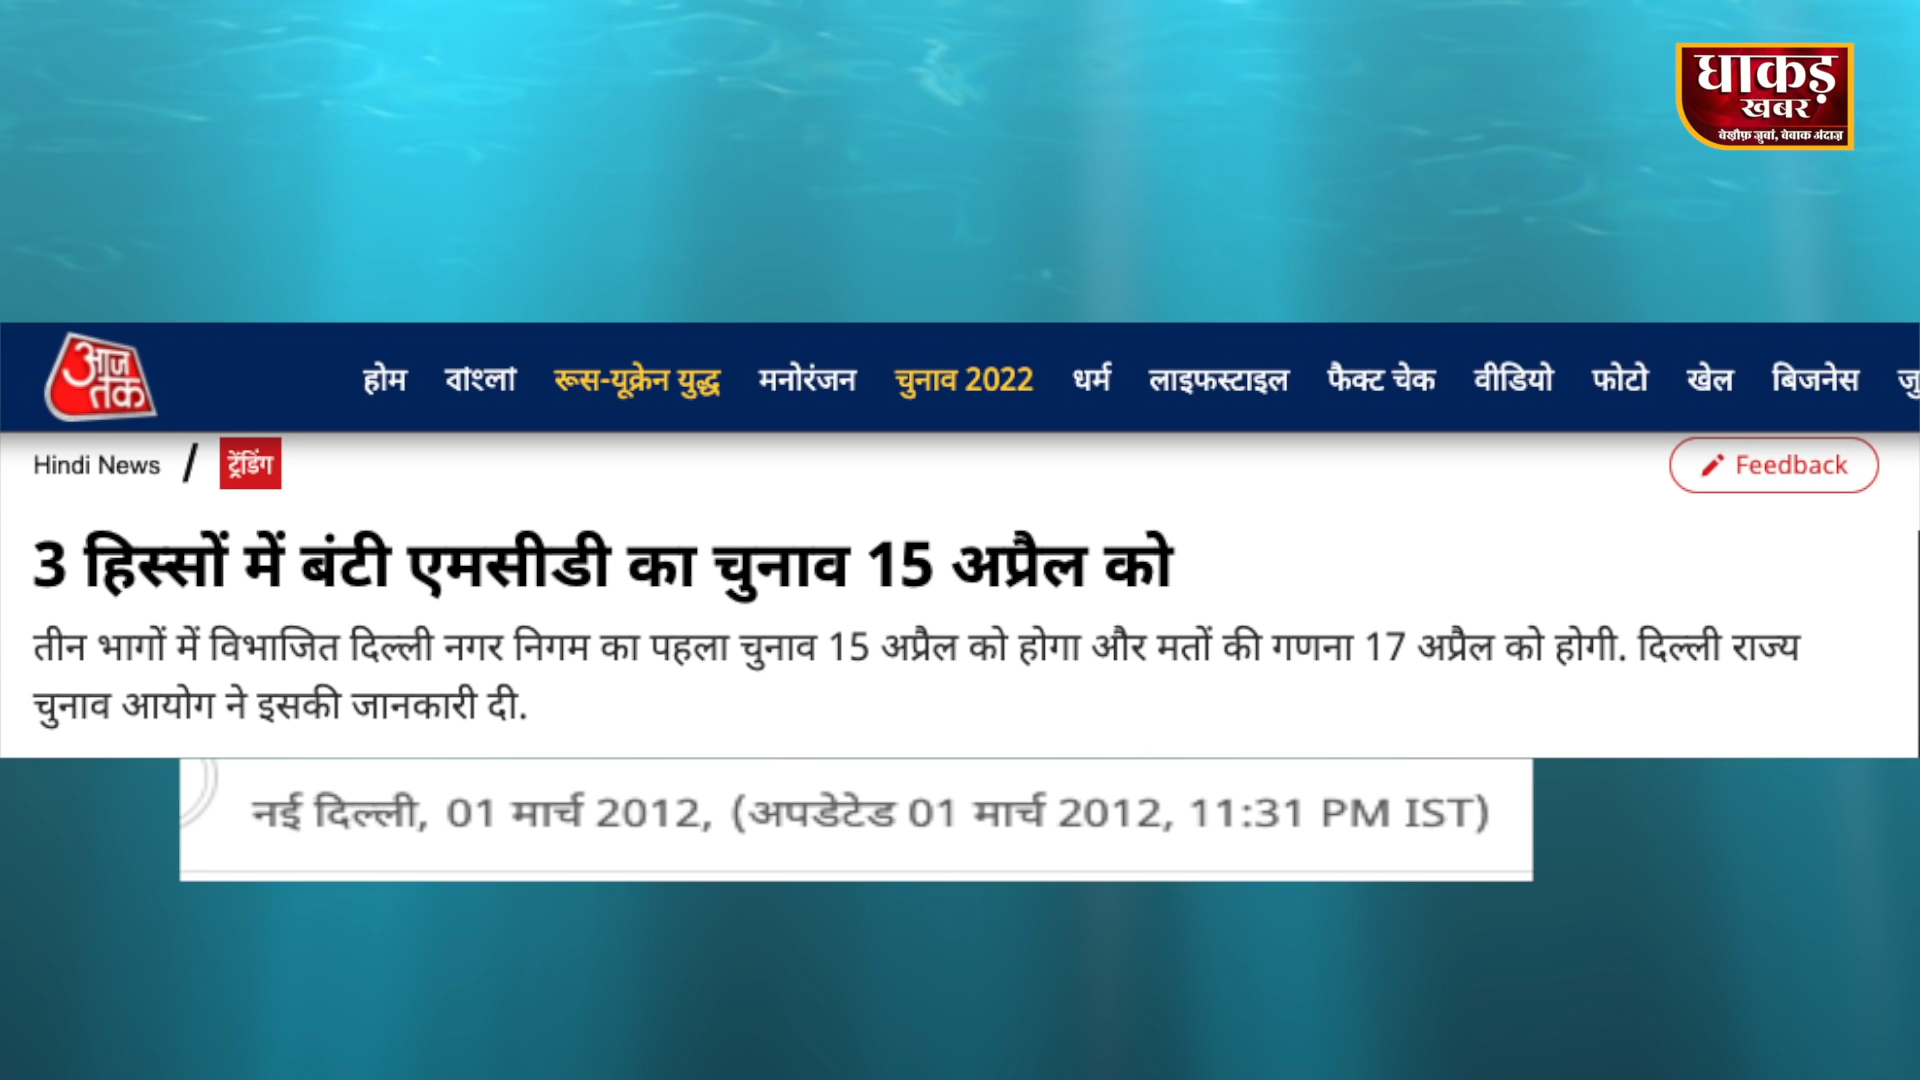 धाकड़
खबर
बेख़ौफ़ जुबां, बेबाक अंदाज़
आज तक
होम বাংলা रूस-यूक्रेन युद्ध मनोरंजन चुनाव 2022 धर्म लाइफस्टाइल फैक्ट चेक वीडियो फोटो खेल बिजनेस
Hindi News / ट्रेंडिंग Feedback
3 हिस्सों में बंटी एमसीडी का चुनाव 15 अप्रैल को
तीन भागों में विभाजित दिल्ली नगर निगम का पहला चुनाव 15 अप्रैल को होगा और मतों की गणना 17 अप्रैल को होगी. दिल्ली राज्य
चुनाव आयोग ने इसकी जानकारी दी.
नई दिल्ली, 01 मार्च 2012, (अपडेटेड 01 मार्च 2012, 11:31 PM IST)